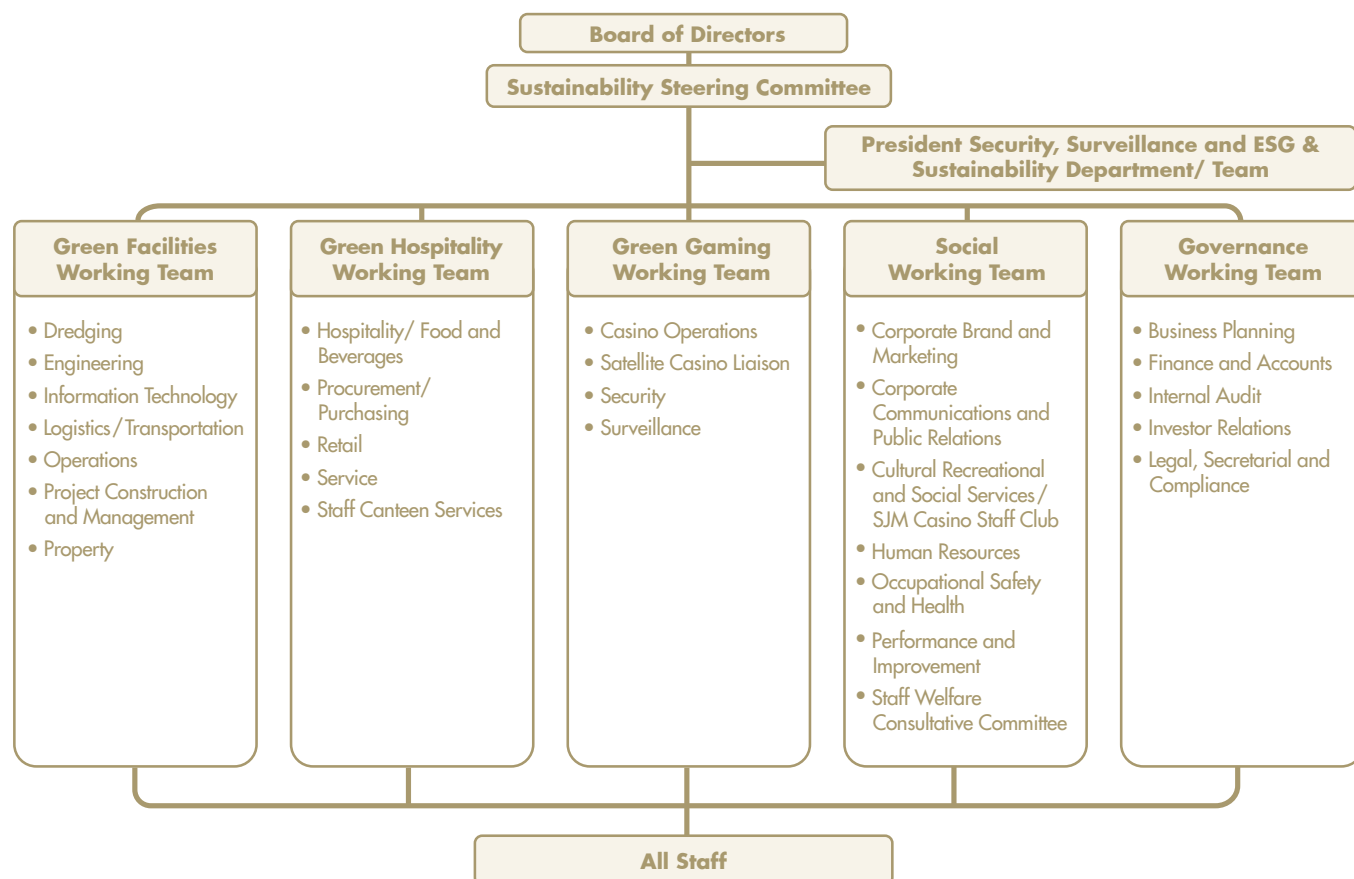 Board of Directors
Sustainability Steering Committee
President Security, Surveillance and ESG &
Sustainability Department/ Team
Green Facilities
Working Team
• Dredging
• Engineering
• Information Technology
• Logistics/Transportation
• Operations
• Project Construction
and Management
• Property
Green Hospitality
Working Team
• Hospitality/ Food and
Beverages
• Procurement/
Purchasing
• Retail
• Service
• Staff Canteen Services
Green Gaming
Working Team
• Casino Operations
• Satellite Casino Liaison
• Security
• Surveillance
Social
Working Team
• Corporate Brand and
Marketing
• Corporate
Communications and
Public Relations
• Cultural Recreational
and Social Services/
SJM Casino Staff Club
• Human Resources
• Occupational Safety
and Health
• Performance and
Improvement
• Staff Welfare
Consultative Committee
Governance
Working Team
• Business Planning
• Finance and Accounts
• Internal Audit
• Investor Relations
• Legal, Secretarial and
Compliance
All Staff